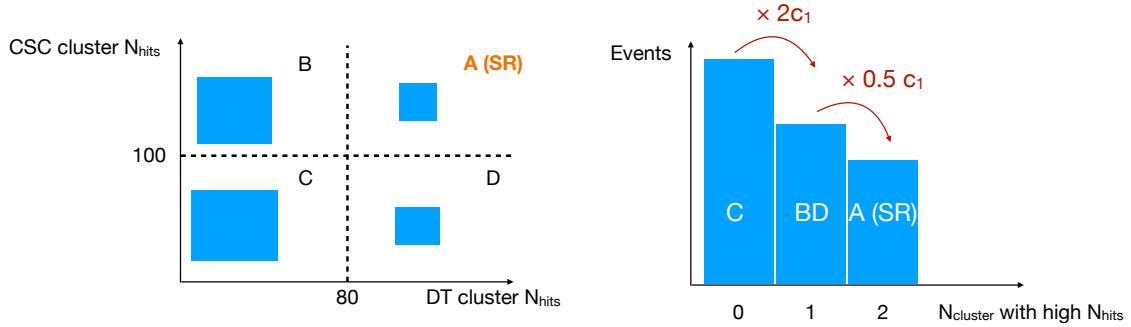 CSC cluster Nhits
B
A (SR)
100
C
D
80
DT cluster Nhits
× 2c1
Events
× 0.5 c1
C
BD
A (SR)
0
1
2
Ncluster with high Nhits